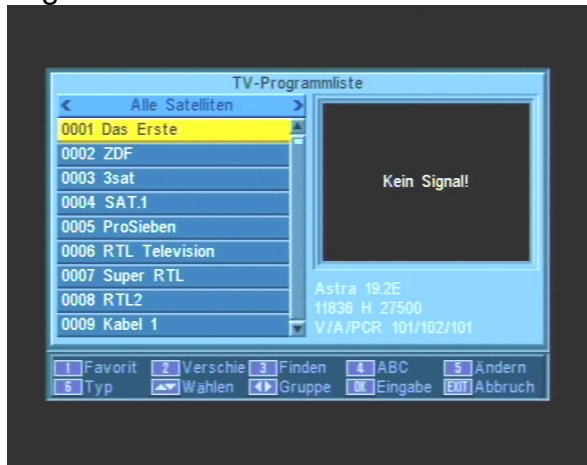 TV-Programmliste
< Alle Satelliten >
0001 Das Erste
0002 ZDF
0003 3sat
0004 SAT.1
0005 ProSieben
0006 RTL Television
0007 Super RTL
0008 RTL2
0009 Kabel 1
Kein Signal!
Astra 19.2E
11836 H 27500
V/A/PCR 101/102/101
1 Favorit 2 Verschie 3 Finden 4 ABC 5 Ändern
6 Typ Wahlen Gruppe OK Eingabe EXIT Abbruch